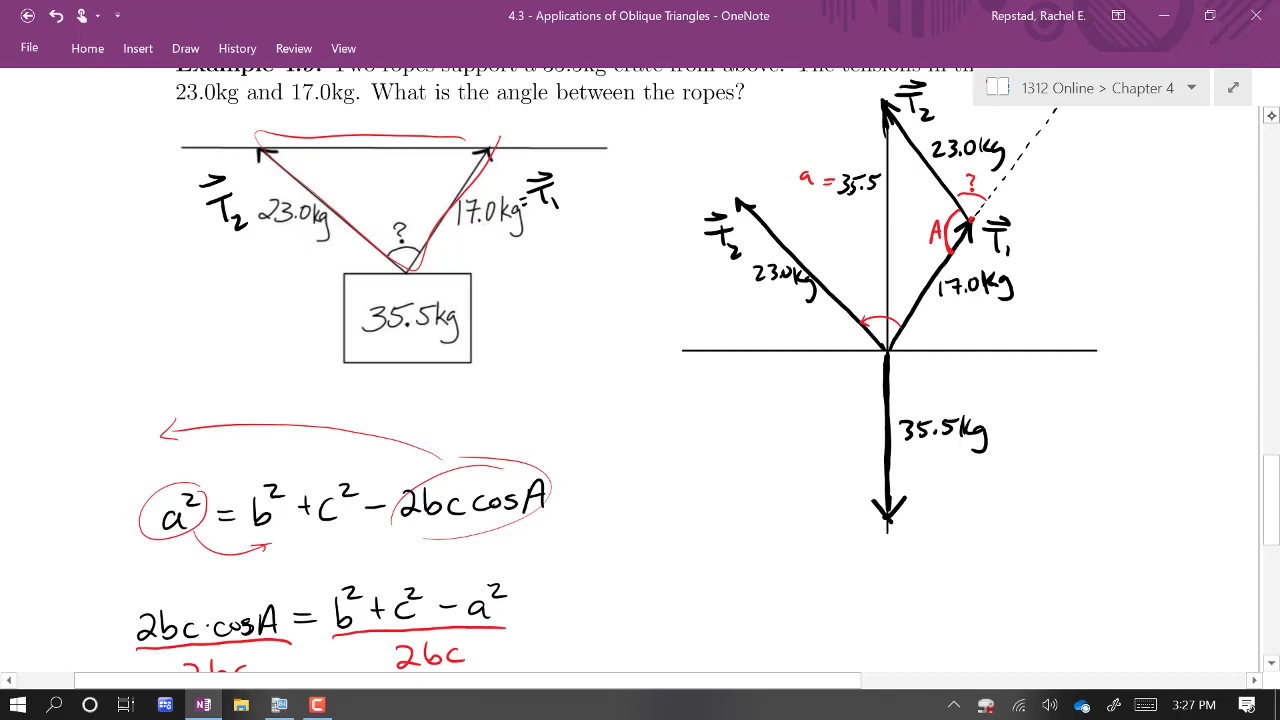 4.3 - Applications of Oblique Triangles - OneNote
Repstad, Rachel E.
File Home Insert Draw History Review View
1312 Online > Chapter 4
23.0kg and 17.0kg. What is the angle between the ropes?
T₂
23.0kg
?
17.0kg = T₁
35.5kg
T₂
23.0kg
a = 35.5
?
A
T₁
17.0kg
T₂
23.0kg
35.5kg
a² = b² + c² - 2bc cosA
2bc·cosA = b² + c² - a²
2bc 2bc
3:27 PM